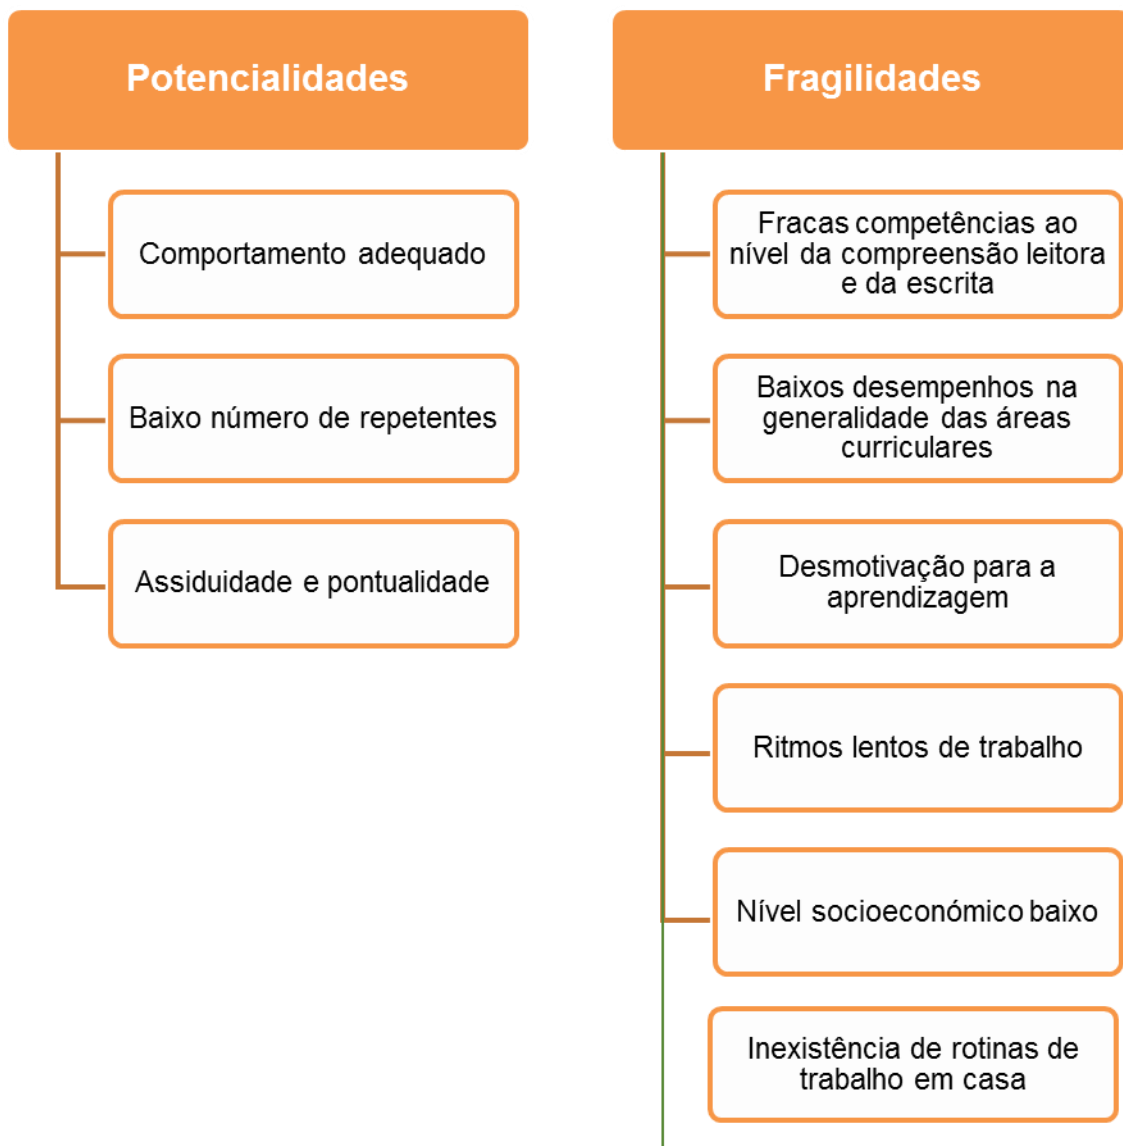 Potencialidades
Comportamento adequado
Baixo número de repetentes
Assiduidade e pontualidade
Fragilidades
Fracas competências ao
nível da compreensão leitora
e da escrita
Baixos desempenhos na
generalidade das áreas
curriculares
Desmotivação para a
aprendizagem
Ritmos lentos de trabalho
Nível socioeconómico baixo
Inexistência de rotinas de
trabalho em casa